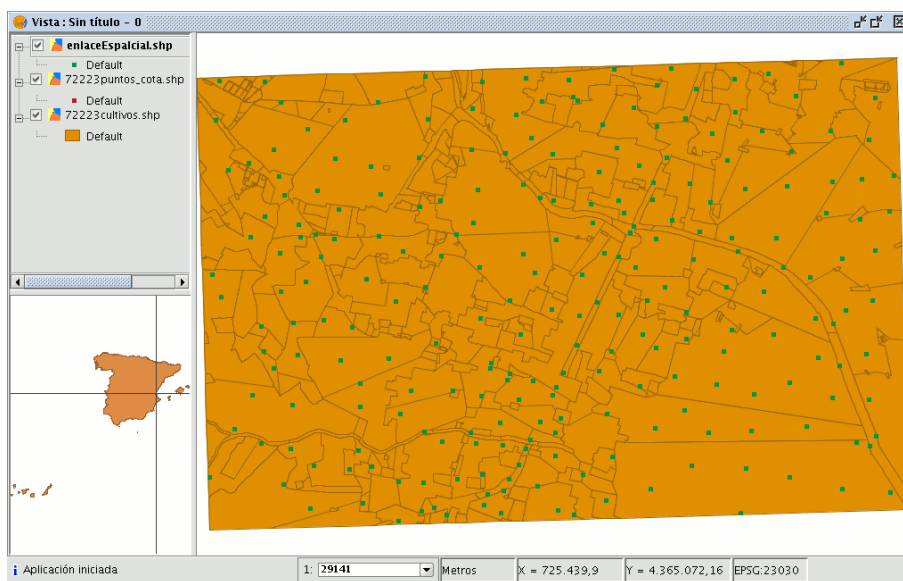 Vista : Sin título - 0
enlaceEspalcial.shp
Default
72223puntos_cota.shp
Default
72223cultivos.shp
Default
Aplicación iniciada
1: 29141
Metros
X = 725.439,9
Y = 4.365.072,16
EPSG:23030